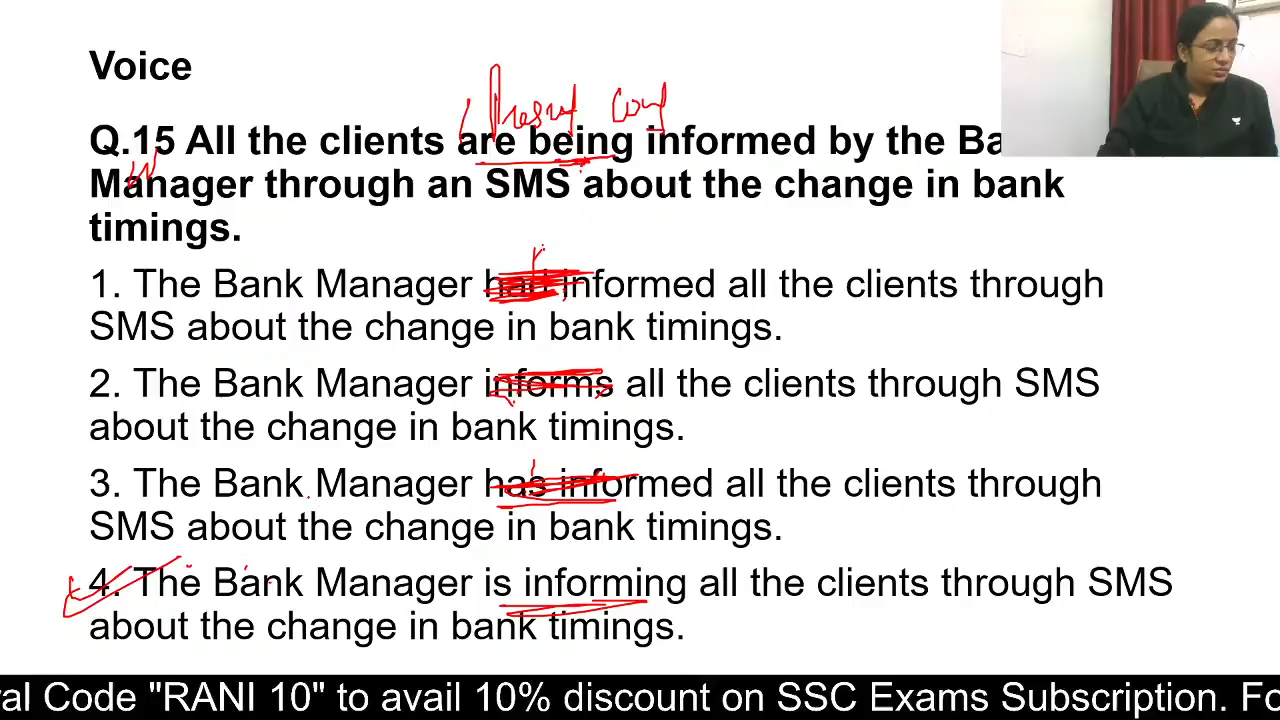 Voice
Present Cont
Q.15 All the clients are being informed by the
Manager through an SMS about the change in bank
timings.
1. The Bank Manager had informed all the clients through
SMS about the change in bank timings.
2. The Bank Manager informs all the clients through SMS
about the change in bank timings.
3. The Bank Manager has informed all the clients through
SMS about the change in bank timings.
4. The Bank Manager is informing all the clients through SMS
about the change in bank timings.
Code "RANI 10" to avail 10% discount on SSC Exams Subscription.